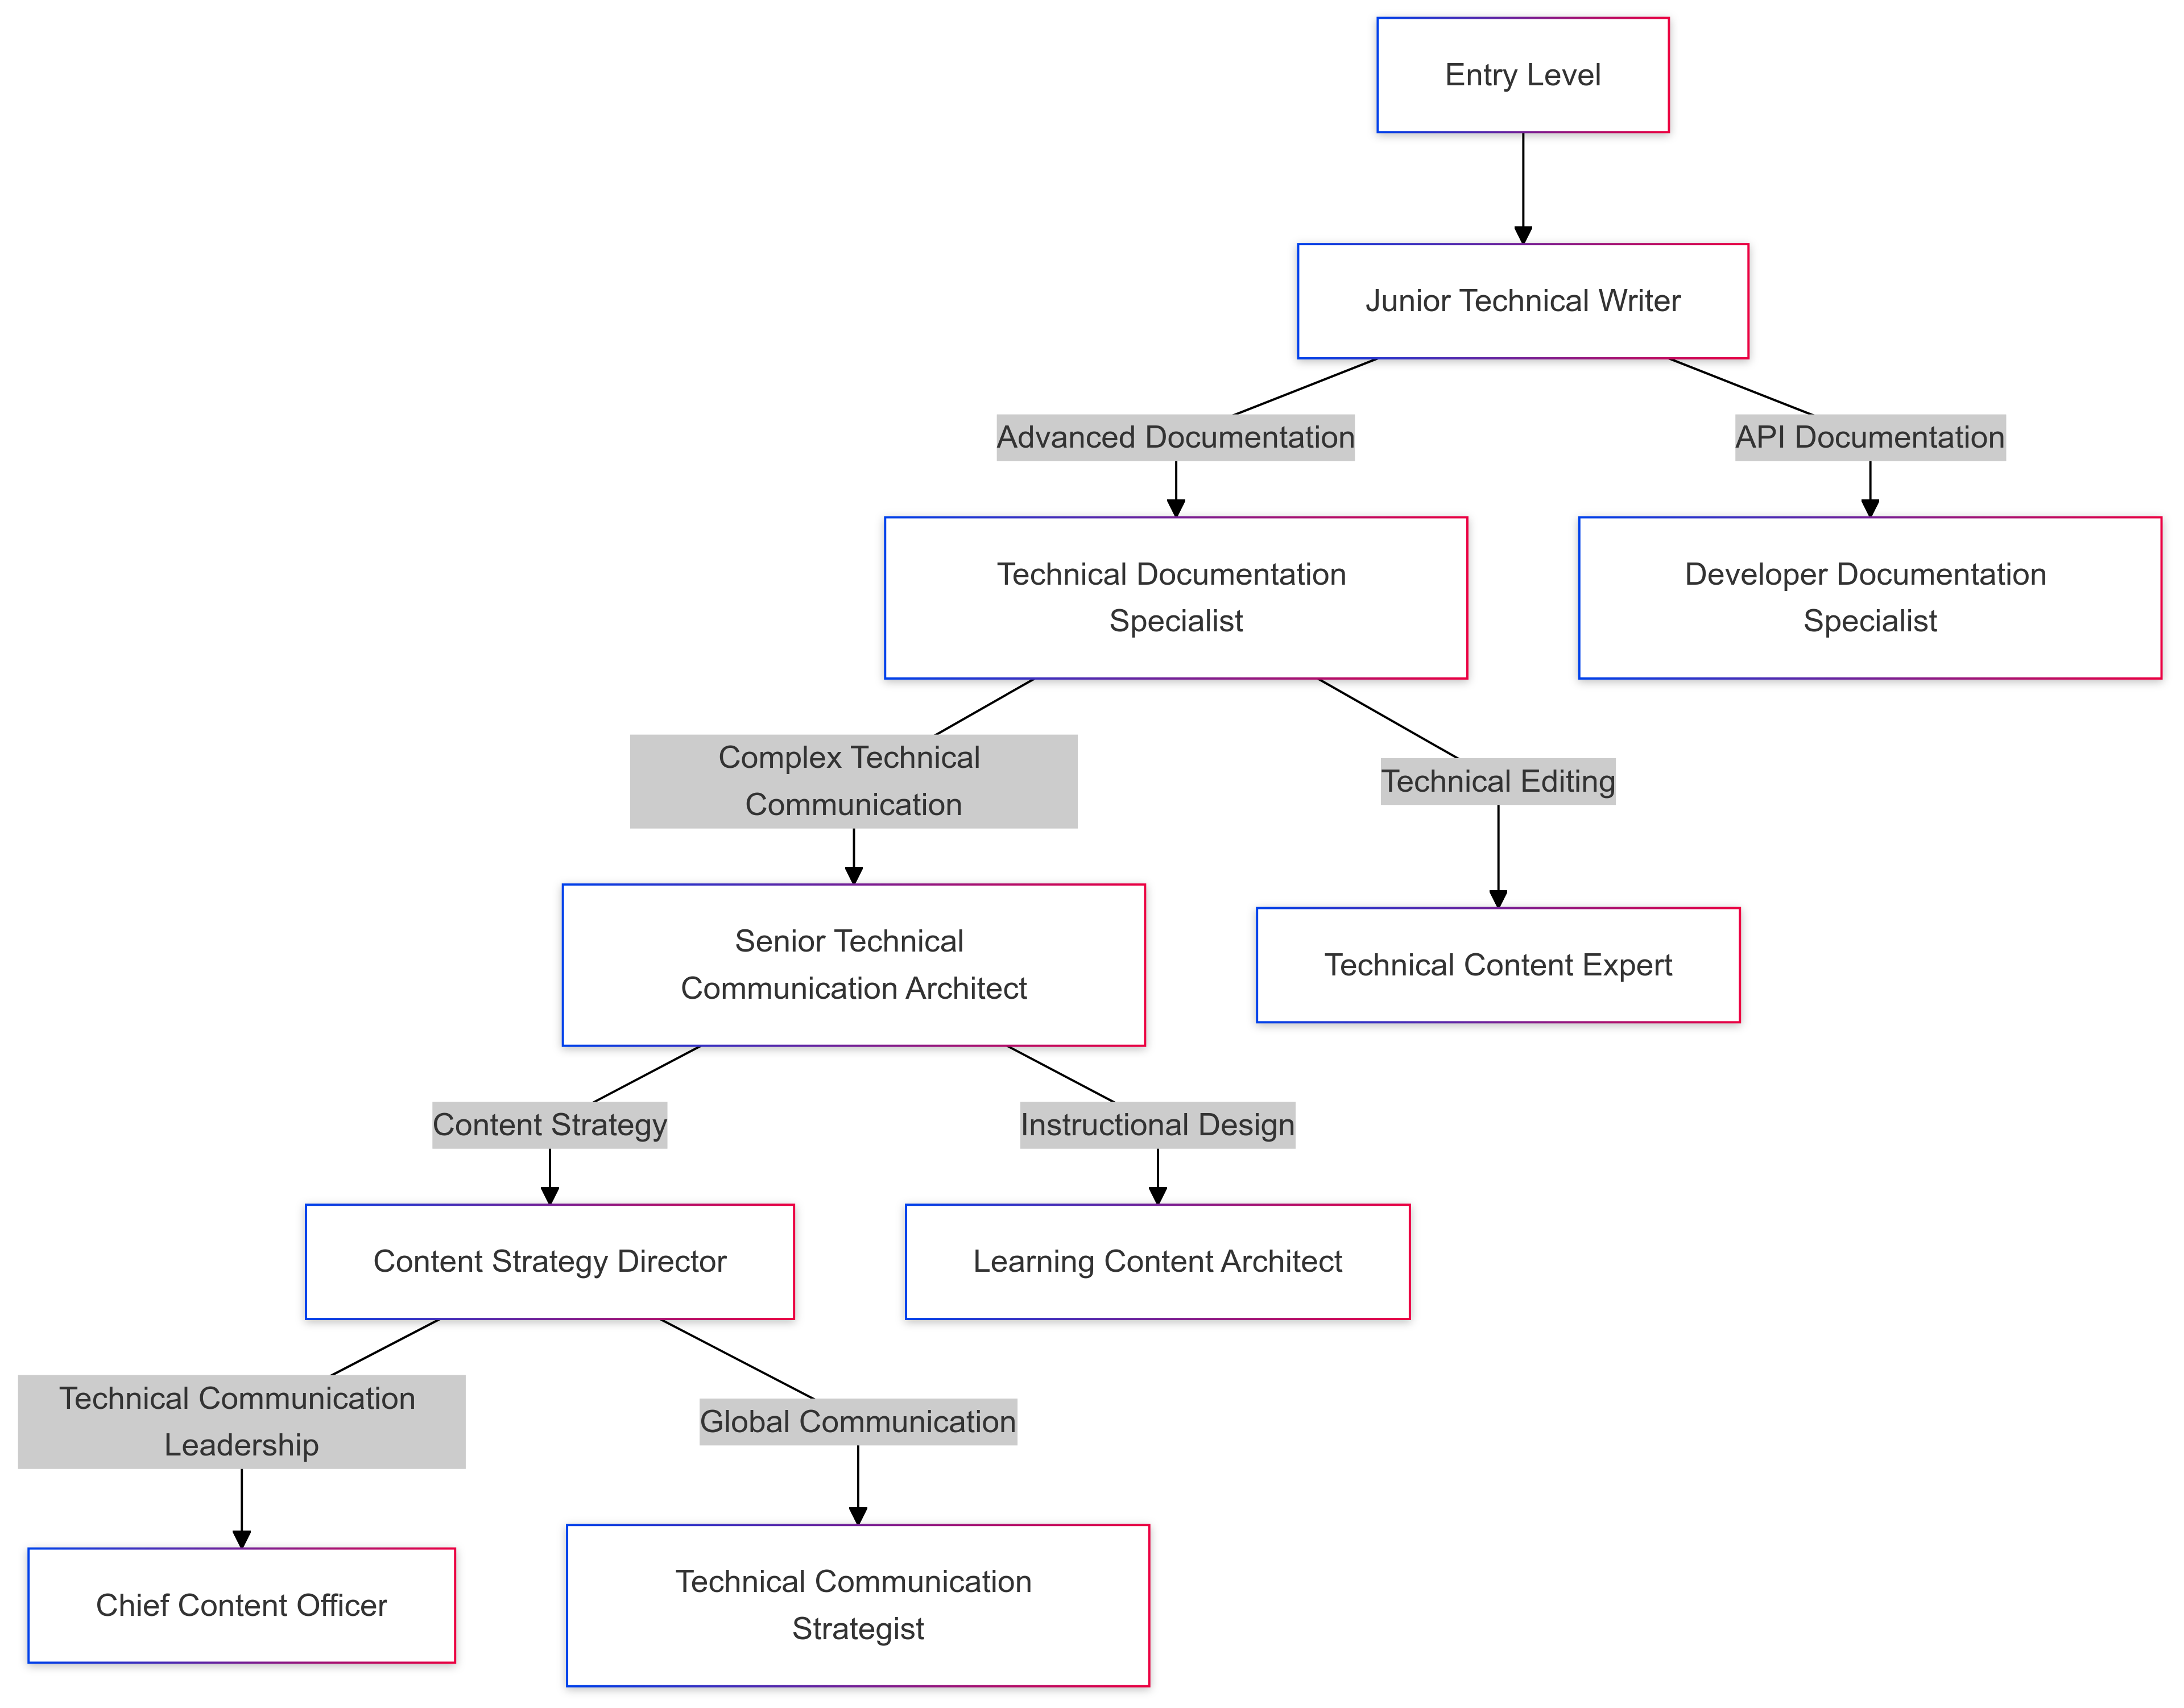 Entry Level
Junior Technical Writer
Advanced Documentation
API Documentation
Technical Documentation
Specialist
Developer Documentation
Specialist
Complex Technical
Communication
Technical Editing
Senior Technical
Communication Architect
Technical Content Expert
Content Strategy
Instructional Design
Content Strategy Director
Learning Content Architect
Technical Communication
Leadership
Global Communication
Chief Content Officer
Technical Communication
Strategist